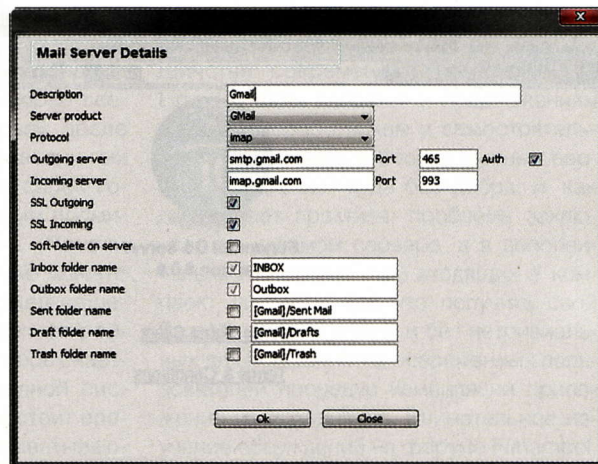 Mail Server Details
Description Gmail
Server product GMail
Protocol imap
Outgoing server smtp.gmail.com Port 465 Auth
Incoming server imap.gmail.com Port 993
SSL Outgoing
SSL Incoming
Soft-Delete on server
Inbox folder name INBOX
Outbox folder name Outbox
Sent folder name [Gmail]/Sent Mail
Draft folder name [Gmail]/Drafts
Trash folder name [Gmail]/Trash
Ok Close